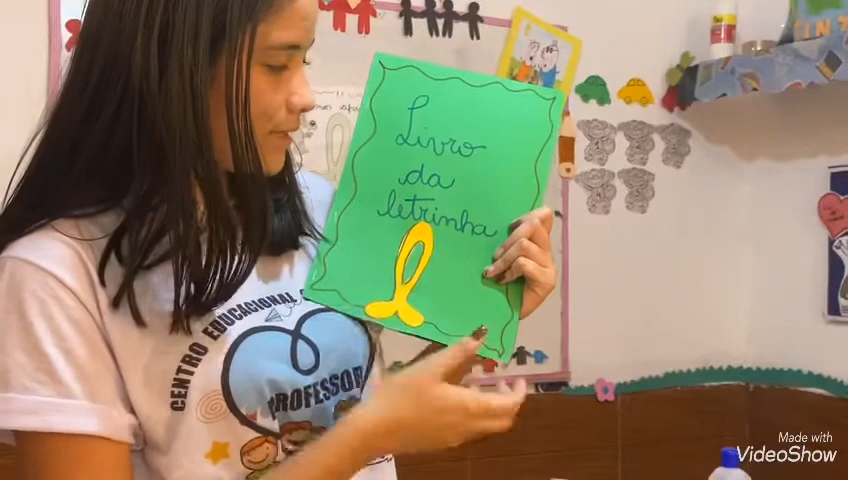 Livro
da
letrinha
l
CENTRO EDUCACIONAL
PROFESSOR
Made With
VideoShow